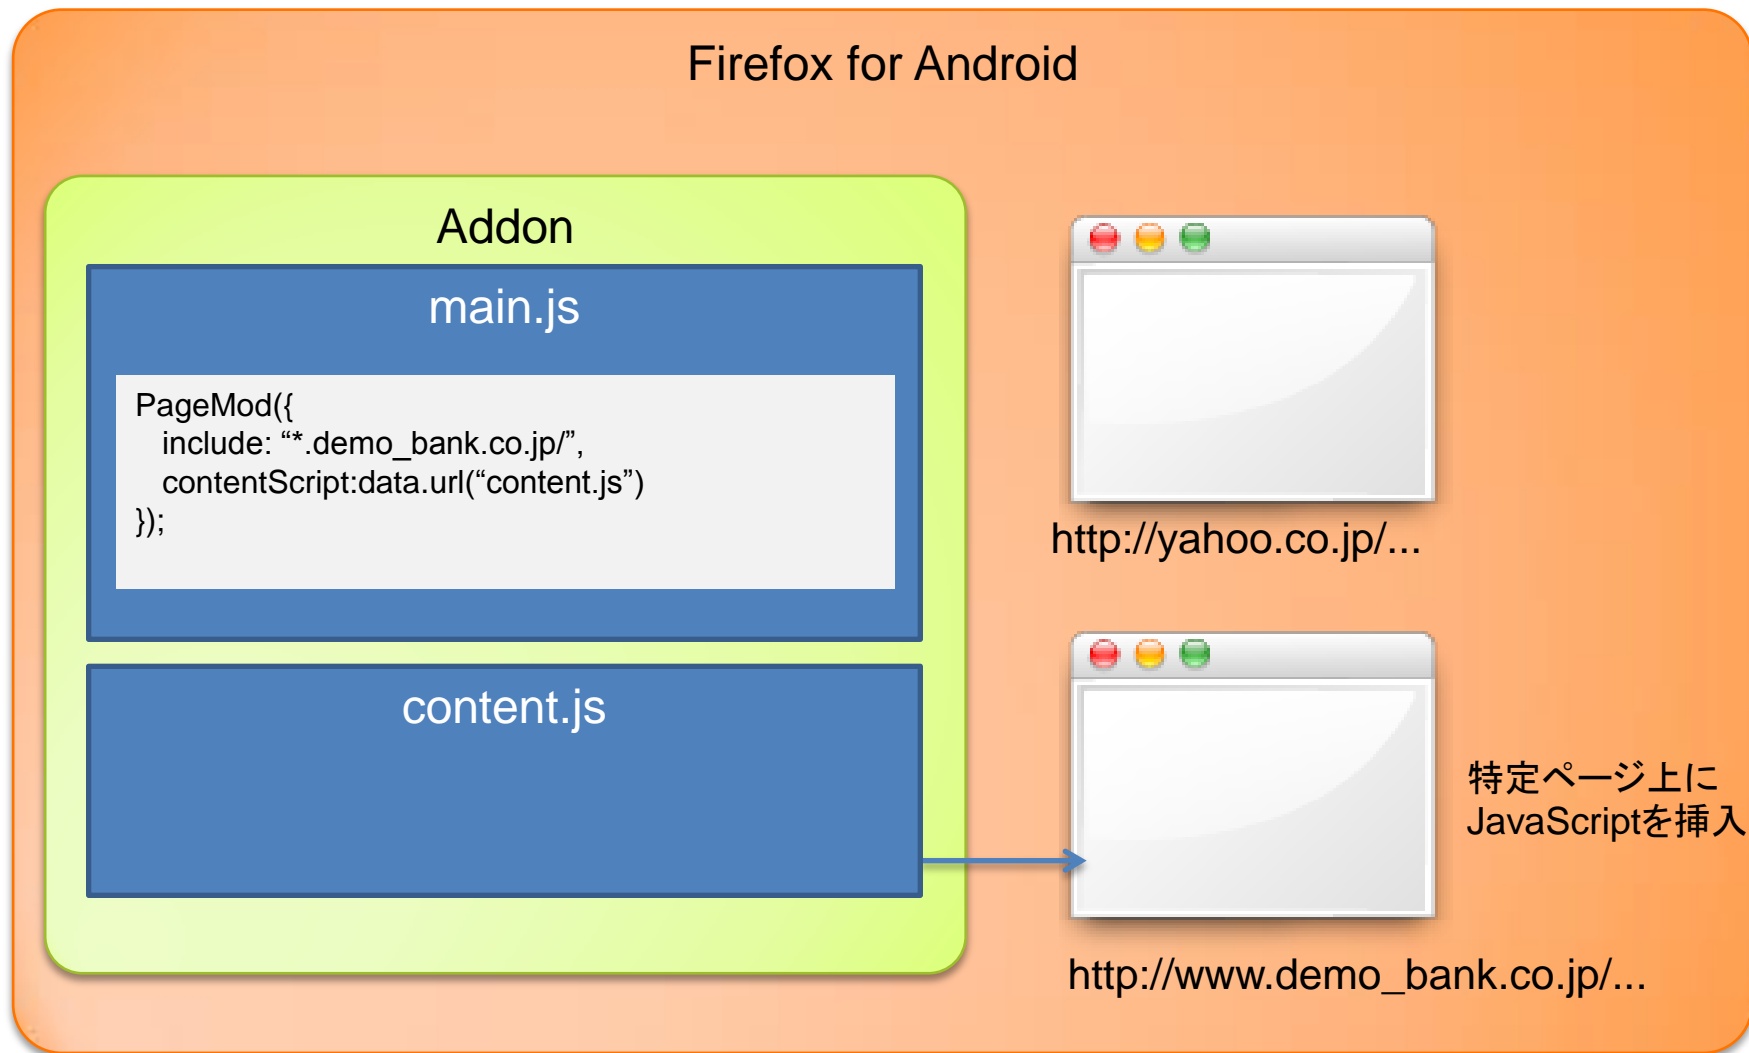 Firefox for Android
Addon
main.js
PageMod({
include: “*.demo_bank.co.jp/”,
contentScript:data.url(“content.js”)
});
content.js
http://yahoo.co.jp/...
特定ページ上に
JavaScriptを挿入
http://www.demo_bank.co.jp/...